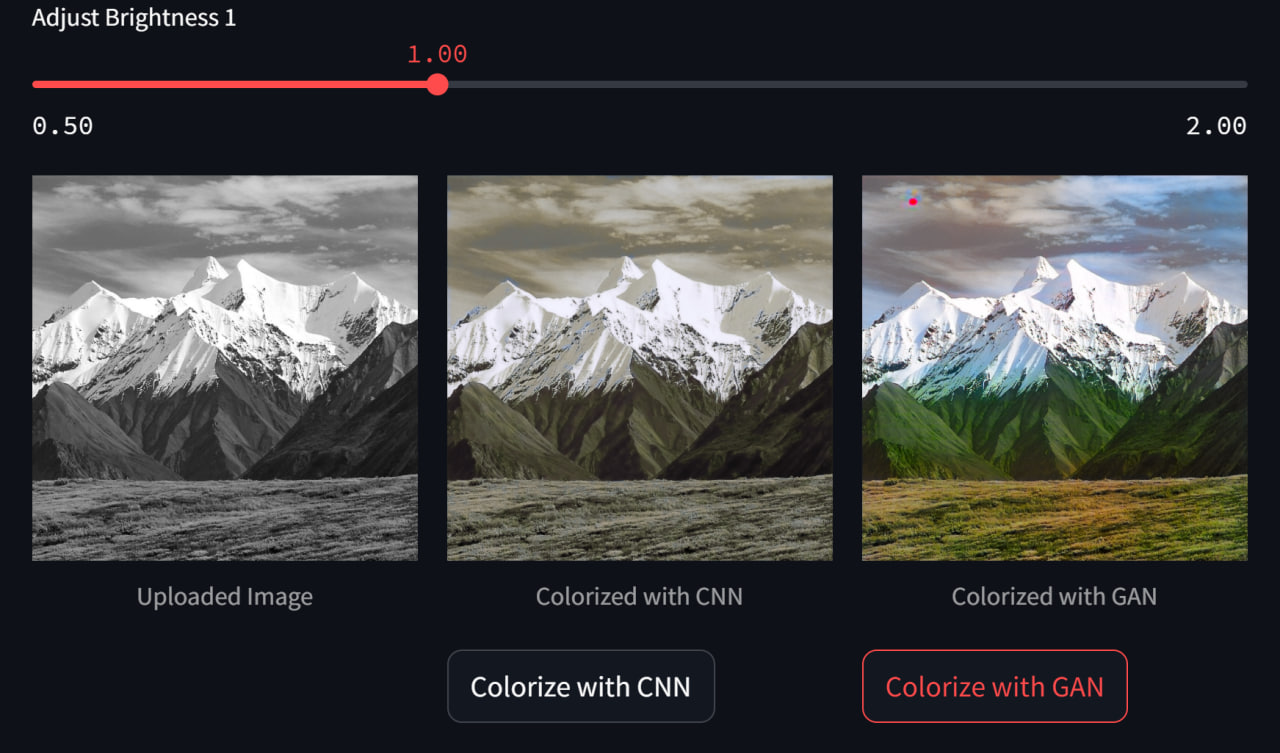 Adjust Brightness 1
1.00
0.50
2.00
Uploaded Image
Colorized with CNN
Colorized with GAN
Colorize with CNN
Colorize with GAN